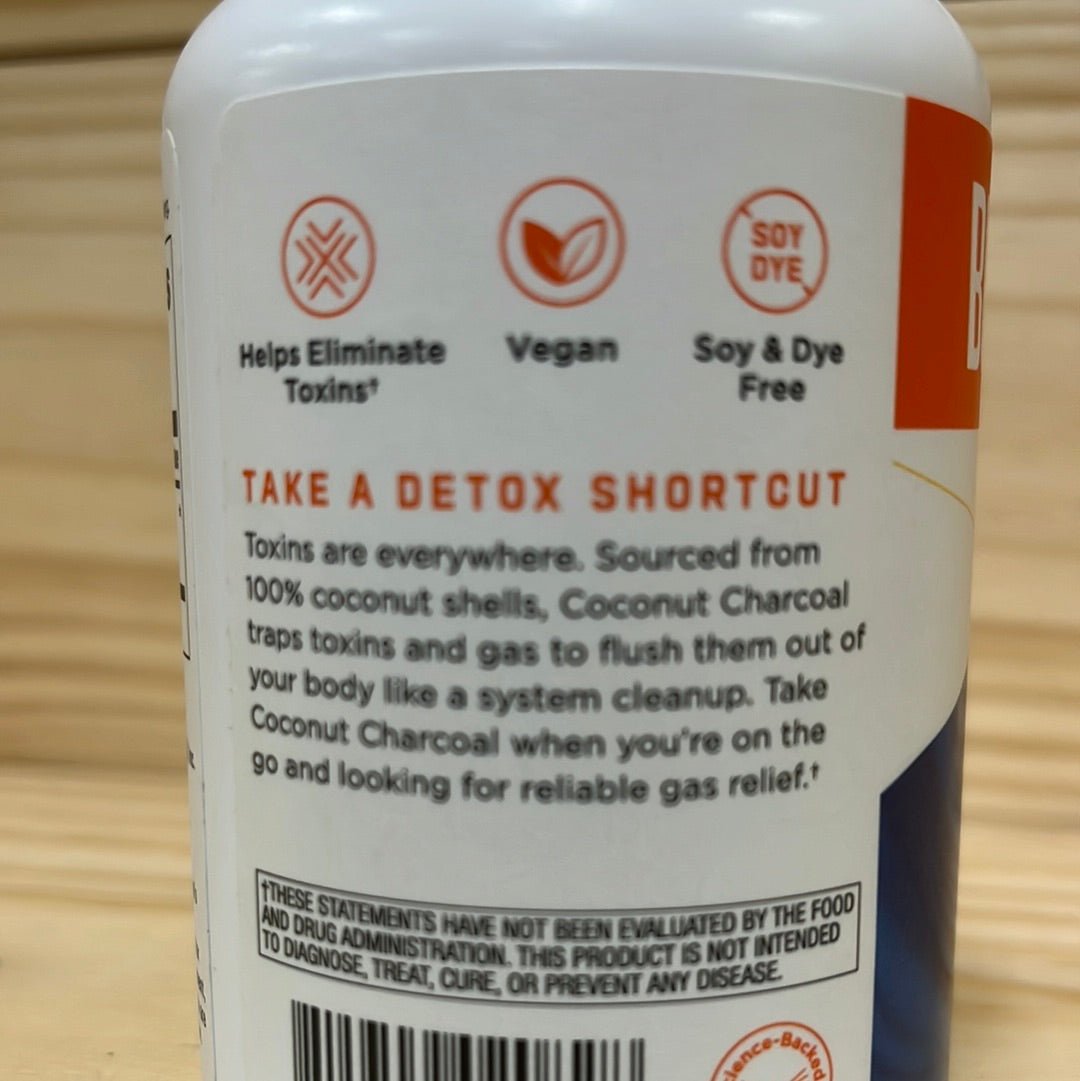 SOY
DYE
Helps Eliminate
Toxins†
Vegan
Soy & Dye
Free
TAKE A DETOX SHORTCUT
Toxins are everywhere. Sourced from
100% coconut shells, Coconut Charcoal
traps toxins and gas to flush them out of
your body like a system cleanup. Take
Coconut Charcoal when you're on the
go and looking for reliable gas relief.†
†THESE STATEMENTS HAVE NOT BEEN EVALUATED BY THE FOOD
AND DRUG ADMINISTRATION. THIS PRODUCT IS NOT INTENDED
TO DIAGNOSE, TREAT, CURE, OR PREVENT ANY DISEASE.